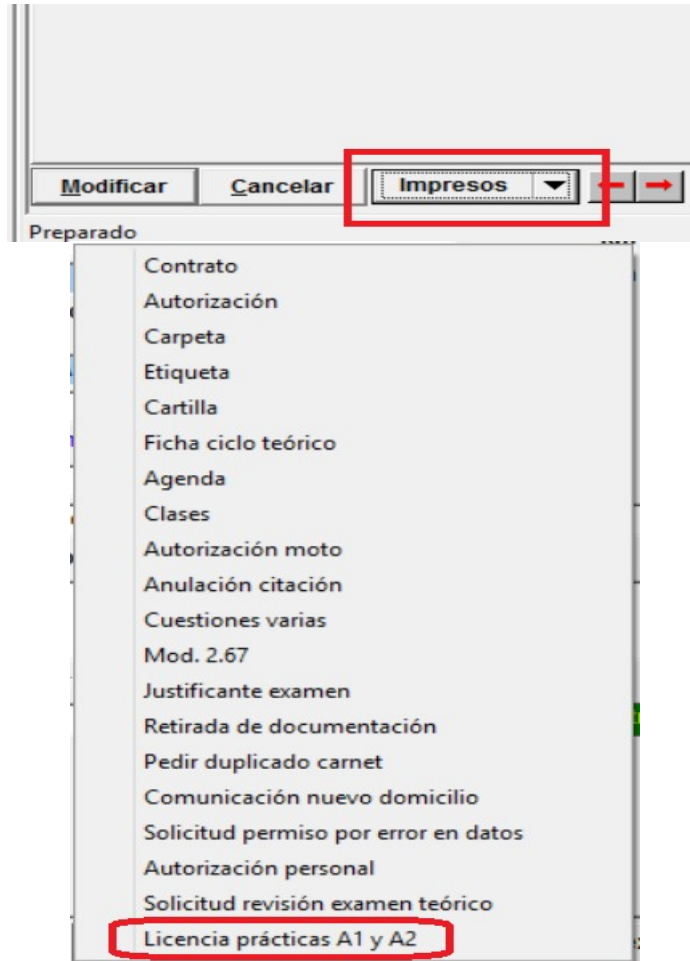 Modificar Cancelar Impresos
Preparado
Contrato
Autorización
Carpeta
Etiqueta
Cartilla
Ficha ciclo teórico
Agenda
Clases
Autorización moto
Anulación citación
Cuestiones varias
Mod. 2.67
Justificante examen
Retirada de documentación
Pedir duplicado carnet
Comunicación nuevo domicilio
Solicitud permiso por error en datos
Autorización personal
Solicitud revisión examen teórico
Licencia prácticas A1 y A2